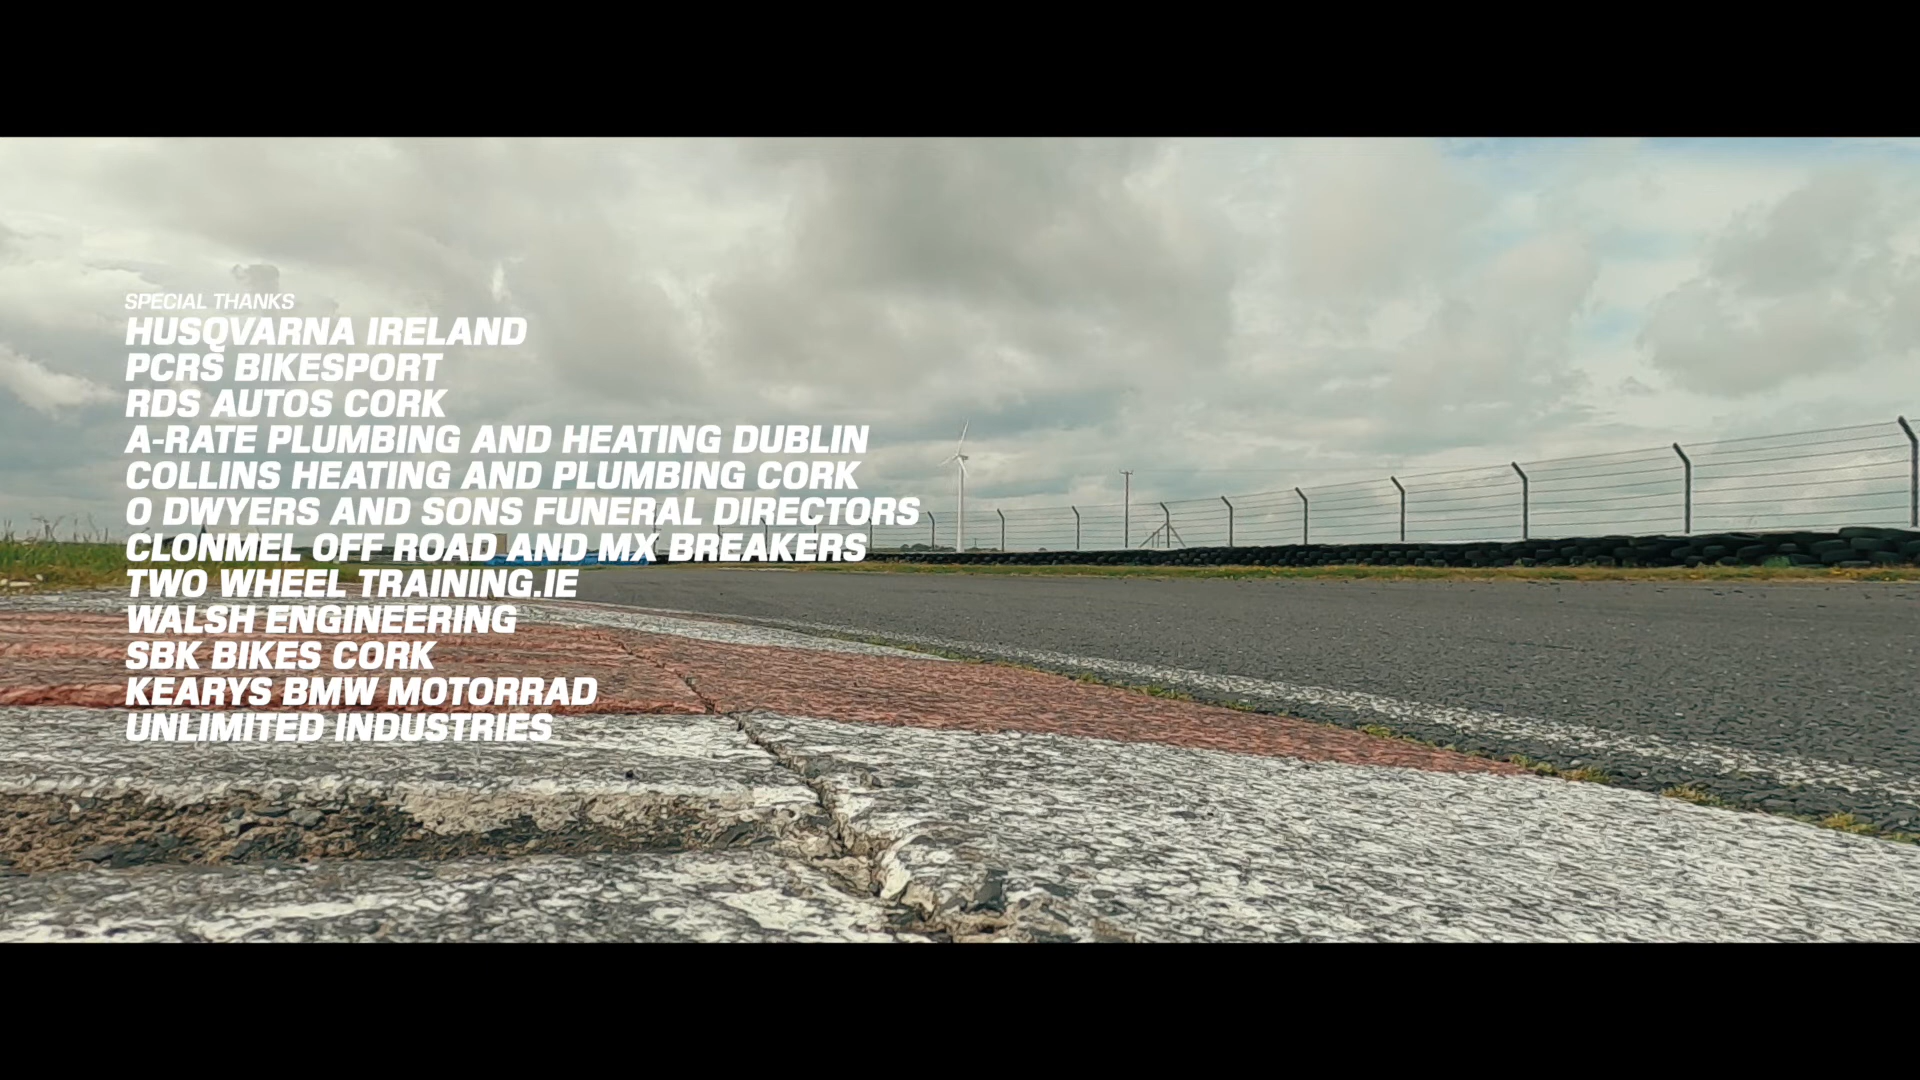 SPECIAL THANKS
HUSQVARNA IRELAND
PCRS BIKESPORT
RDS AUTOS CORK
A-RATE PLUMBING AND HEATING DUBLIN
COLLINS HEATING AND PLUMBING CORK
O DWYERS AND SONS FUNERAL DIRECTORS
CLONMEL OFF ROAD AND MX BREAKERS
TWO WHEEL TRAINING.IE
WALSH ENGINEERING
SBK BIKES CORK
KEARYS BMW MOTORRAD
UNLIMITED INDUSTRIES